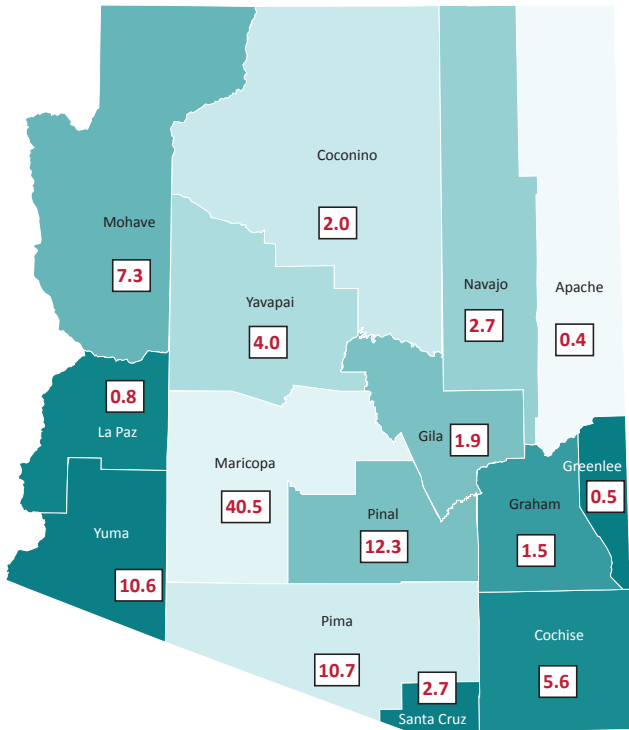 Coconino
2.0
Mohave
7.3
Navajo
2.7
Apache
0.4
Yavapai
4.0
0.8
La Paz
Gila
1.9
Maricopa
40.5
Greenlee
0.5
Pinal
12.3
Graham
1.5
Yuma
10.6
Pima
10.7
Cochise
5.6
2.7
Santa Cruz